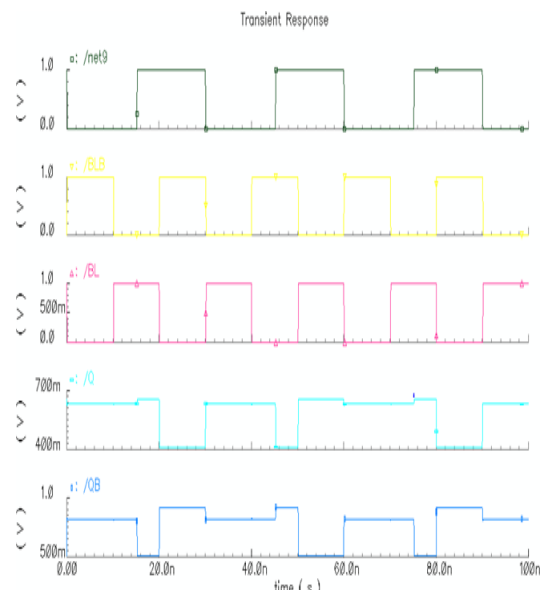 Transient Response
▫: /net9
1.0
0.0
(V)
▾: /BLB
1.0
0.0
(V)
▵: /BL
1.0
500m
0.0
(V)
–: /Q
700m
400m
(V)
▪: /QB
1.0
500m
(V)
0.00 20.0n 40.0n 60.0n 80.0n 100n
time (s)